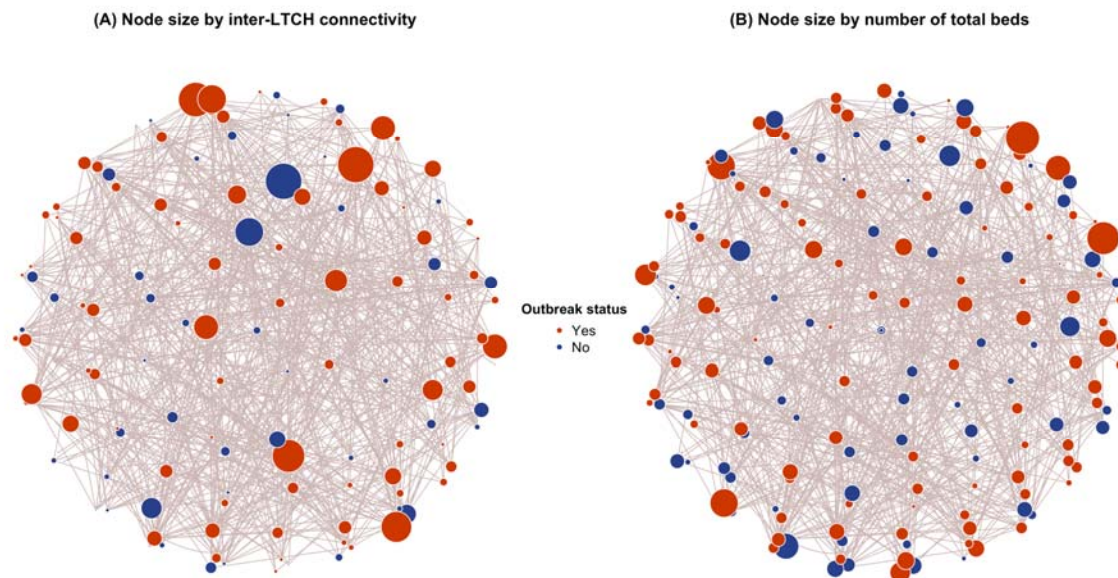 (A) Node size by inter-LTCH connectivity
(B) Node size by number of total beds
Outbreak status
Yes
No